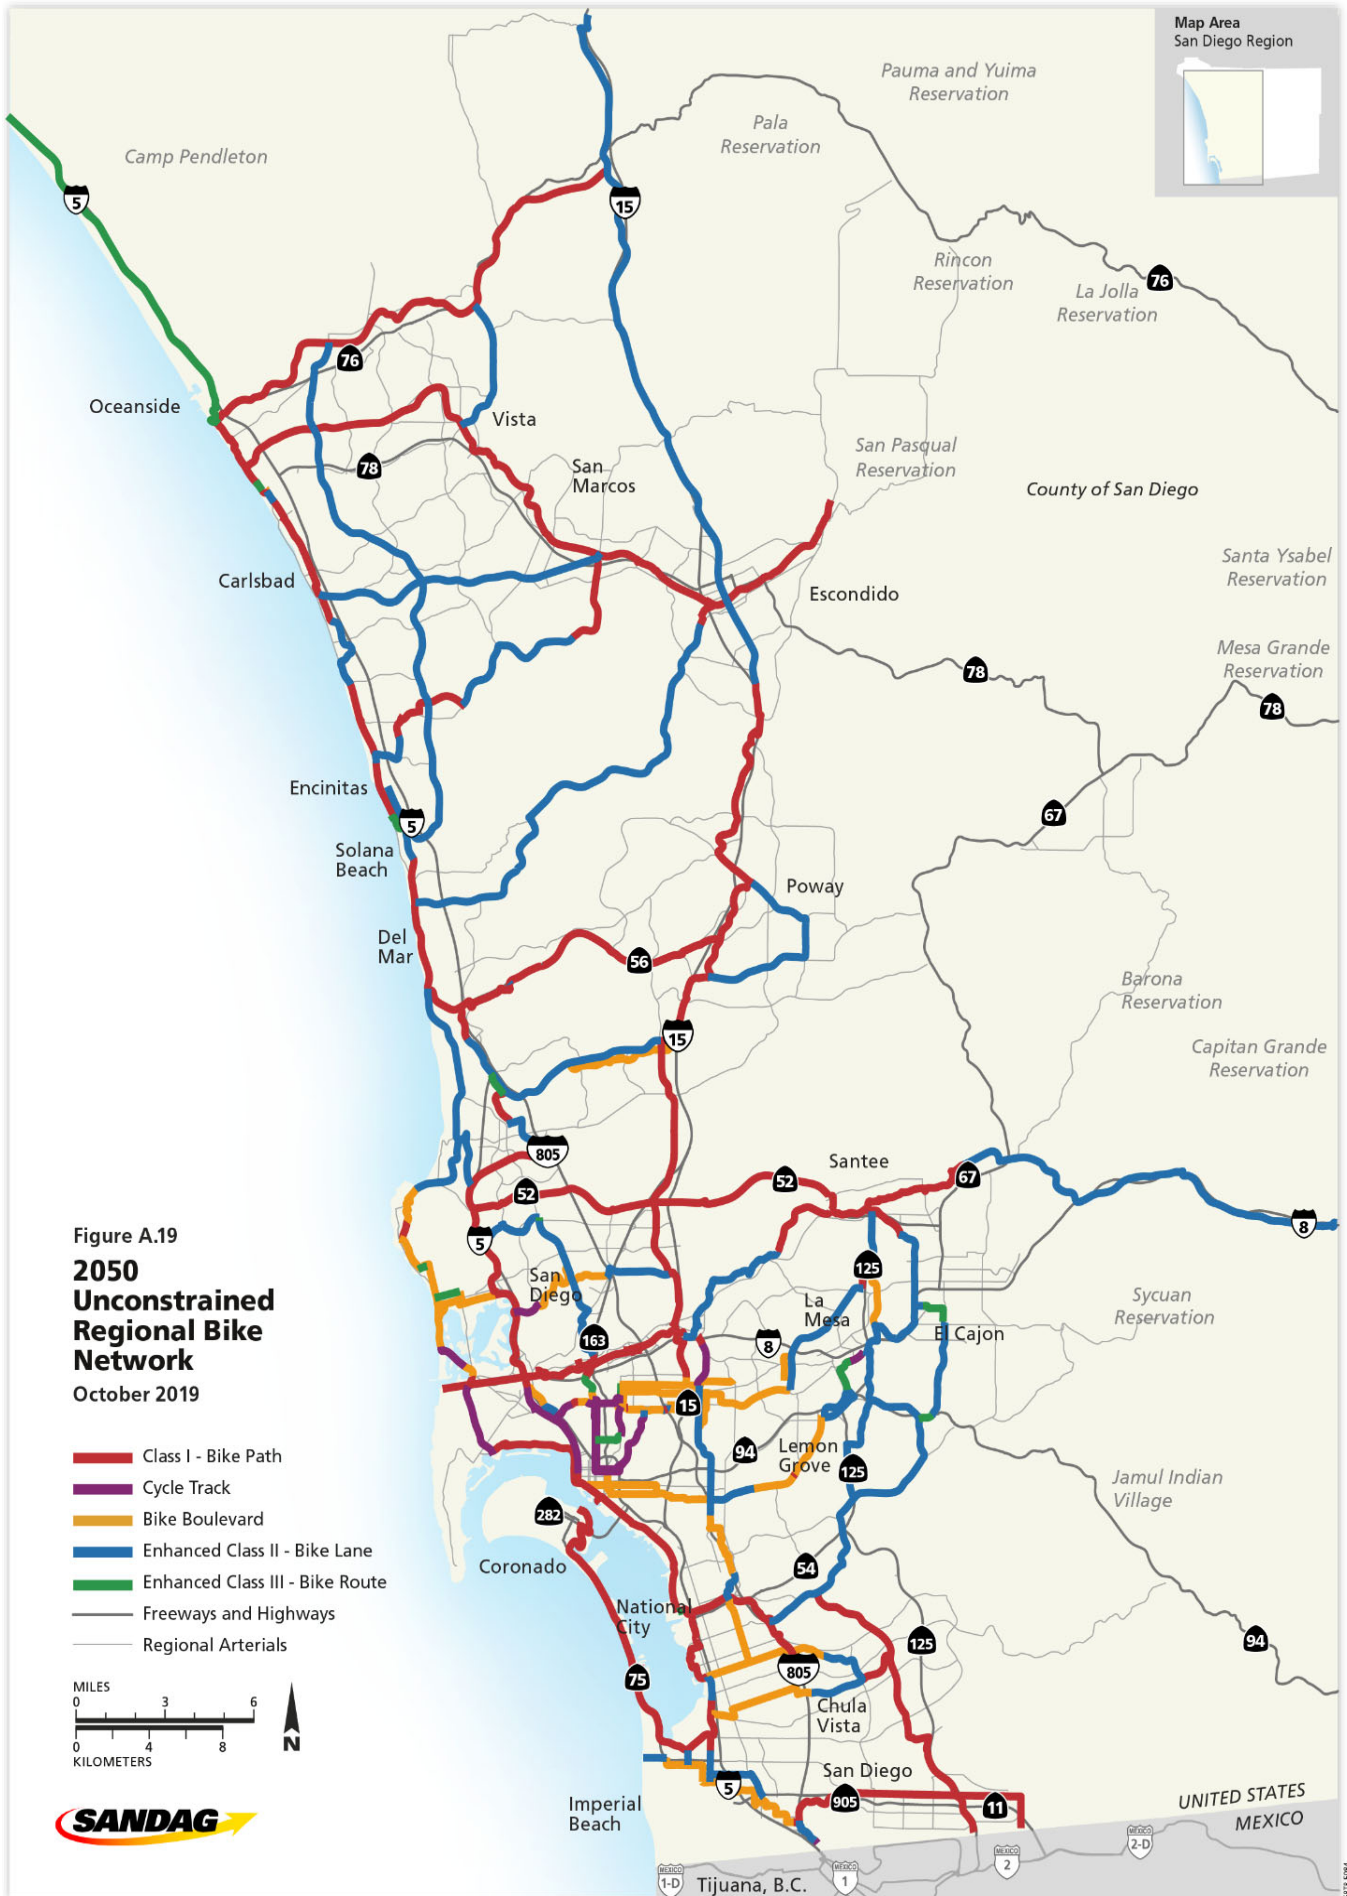 Map Area
San Diego Region
Pauma and Yuima
Reservation
Pala
Reservation
Camp Pendleton
5
15
Rincon
Reservation
La Jolla
Reservation
76
76
Oceanside
Vista
78
San
Marcos
San Pasqual
Reservation
County of San Diego
Santa Ysabel
Reservation
Carlsbad
Escondido
Mesa Grande
Reservation
78
78
Encinitas
5
67
Solana
Beach
Poway
Del
Mar
56
Barona
Reservation
15
Capitan Grande
Reservation
805
Santee
52
67
52
8
5
Figure A.19
2050
Unconstrained
Regional Bike
Network
October 2019
San
Diego
125
La
Mesa
Sycuan
Reservation
163
8
El Cajon
15
94
Lemon
Grove
125
Jamul Indian
Village
Class I - Bike Path
Cycle Track
Bike Boulevard
Enhanced Class II - Bike Lane
Enhanced Class III - Bike Route
Freeways and Highways
Regional Arterials
282
Coronado
54
National
City
125
94
805
75
Chula
Vista
MILES
0 3 6
0 4 8
KILOMETERS
N
San Diego
5
905
11
Imperial
Beach
SANDAG
UNITED STATES
MEXICO
MEXICO
2-D
MEXICO
2
MEXICO
1-D
Tijuana, B.C.
MEXICO
1